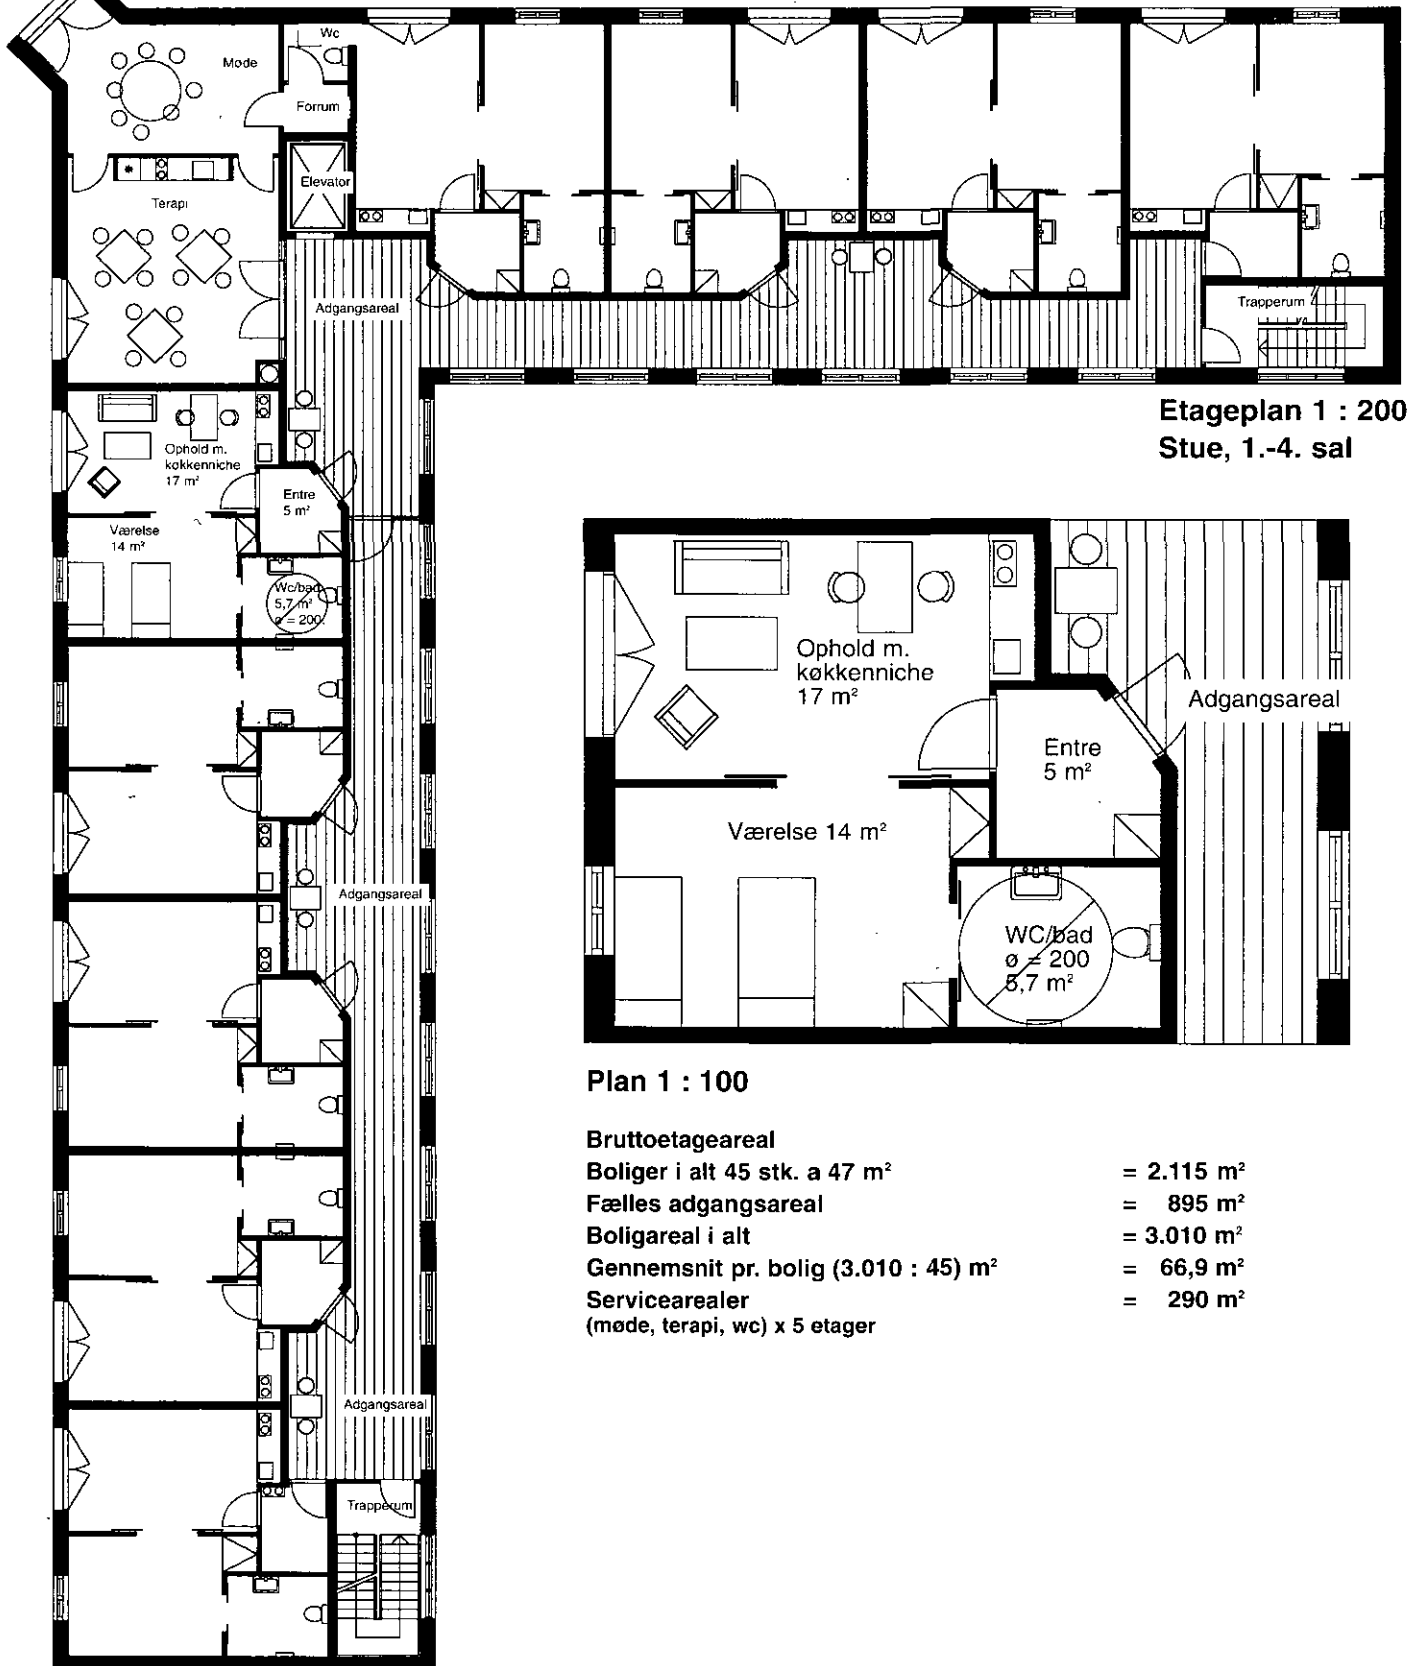 Wc
Møde
Forrum
Elevator
Terapi
Adgangsareal
Trapperum
Etageplan 1 : 200
Stue, 1.-4. sal
Ophold m.
køkkenniche
17 m²
Entre
5 m²
Værelse
14 m²
Wc/bad
5,7 m²
ø = 200
Adgangsareal
Adgangsareal
Trapperum
Ophold m.
køkkenniche
17 m²
Adgangsareal
Entre
5 m²
Værelse 14 m²
WC/bad
ø = 200
5,7 m²
Plan 1 : 100
Bruttoetageareal
Boliger i alt 45 stk. a 47 m² = 2.115 m²
Fælles adgangsareal = 895 m²
Boligareal i alt = 3.010 m²
Gennemsnit pr. bolig (3.010 : 45) m² = 66,9 m²
Servicearealer = 290 m²
(møde, terapi, wc) x 5 etager